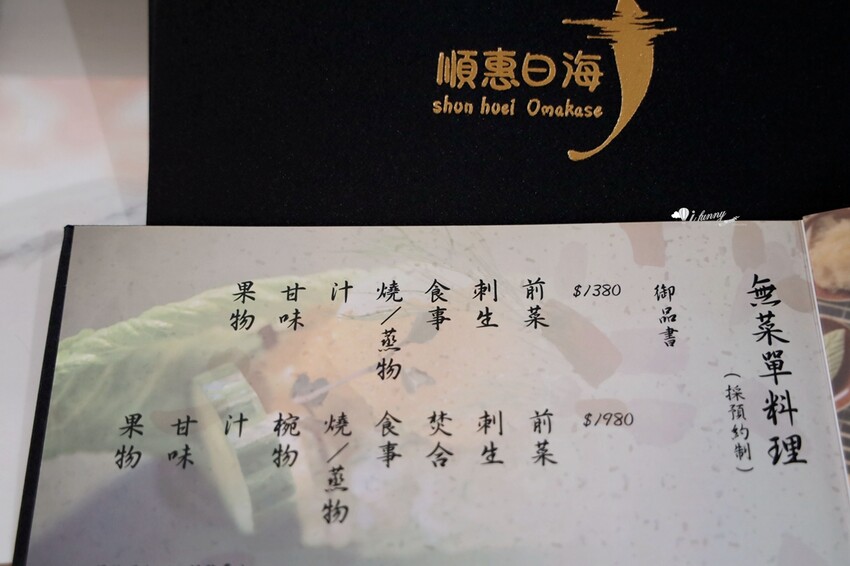 順惠日海
shun huei Omakase
i funny
無菜單料理
(採預約制)
御品書
$1380
前菜
刺生
食事
燒/蒸物
汁
甘味
果物
$1980
前菜
刺生
焚合
食事
燒/蒸物
椀物
汁
甘味
果物